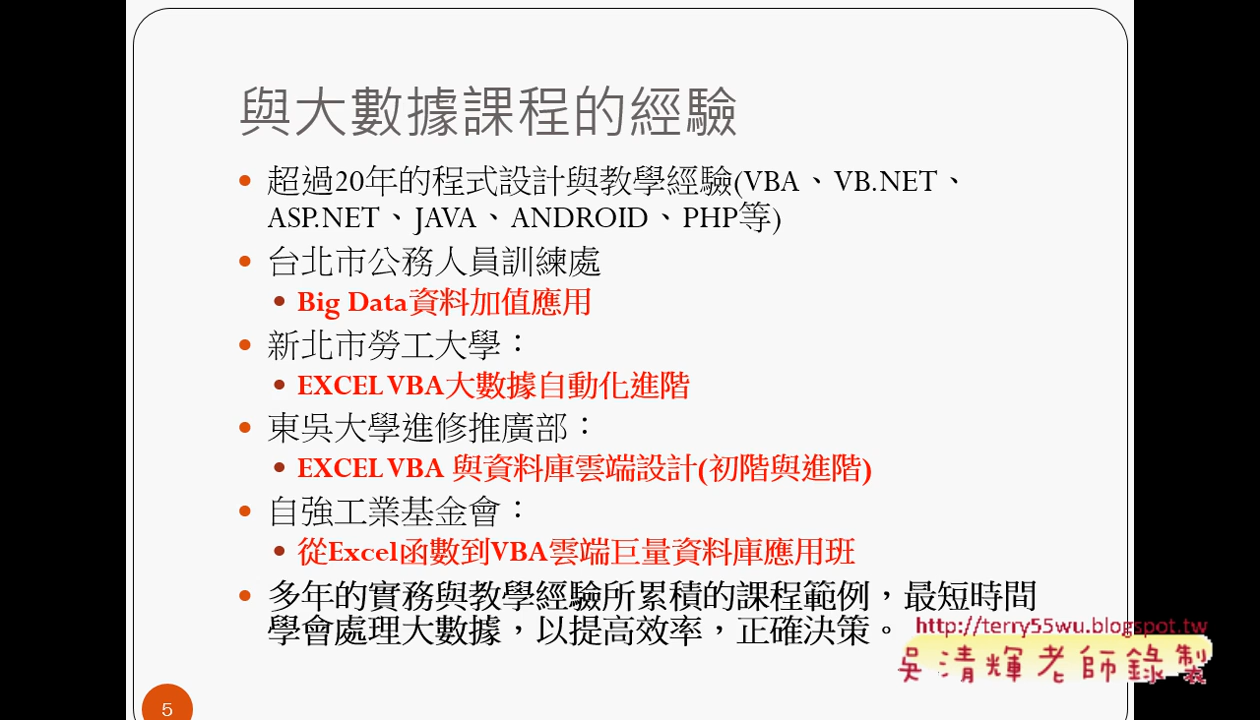 與大數據課程的經驗
超過20年的程式設計與教學經驗(VBA、VB.NET、
ASP.NET、JAVA、ANDROID、PHP等)
台北市公務人員訓練處
Big Data資料加值應用
新北市勞工大學：
EXCEL VBA大數據自動化進階
東吳大學進修推廣部：
EXCEL VBA 與資料庫雲端設計(初階與進階)
自強工業基金會：
從Excel函數到VBA雲端巨量資料庫應用班
多年的實務與教學經驗所累積的課程範例，最短時間
學會處理大數據，以提高效率，正確決策。
http://terry55wu.blogspot.tw
吳清輝老師錄製
5